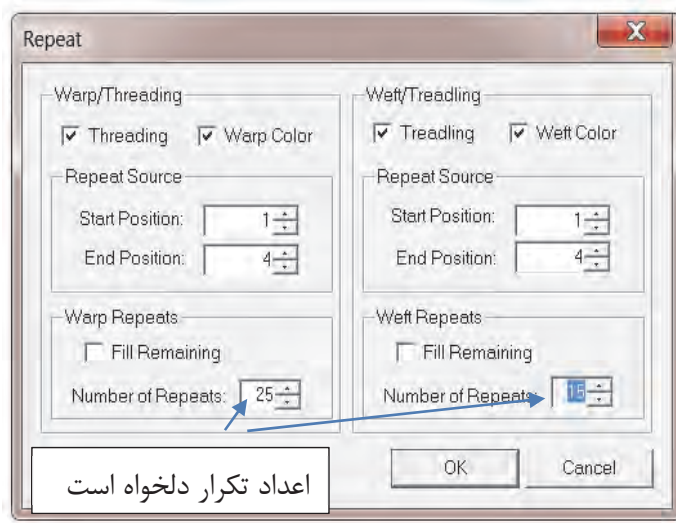 Repeat
X
Warp/Threading
Threading Warp Color
Repeat Source
Start Position: 1
End Position: 4
Warp Repeats
Fill Remaining
Number of Repeats: 25
Weft/Treadling
Treadling Weft Color
Repeat Source
Start Position: 1
End Position: 4
Weft Repeats
Fill Remaining
Number of Repeats: 15
اعداد تکرار دلخواه است
OK
Cancel